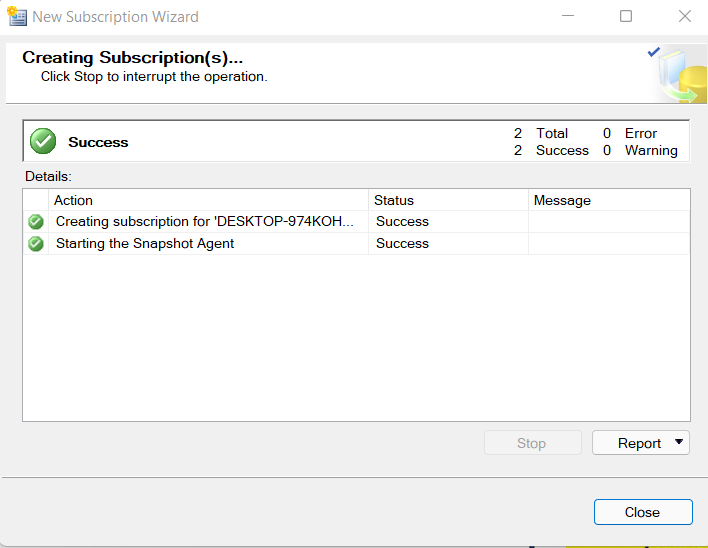 New Subscription Wizard
Creating Subscription(s)...
Click Stop to interrupt the operation.
Success
2 Total 0 Error
2 Success 0 Warning
Details:
Action Status Message
Creating subscription for 'DESKTOP-974KOH... Success
Starting the Snapshot Agent Success
Stop Report
Close